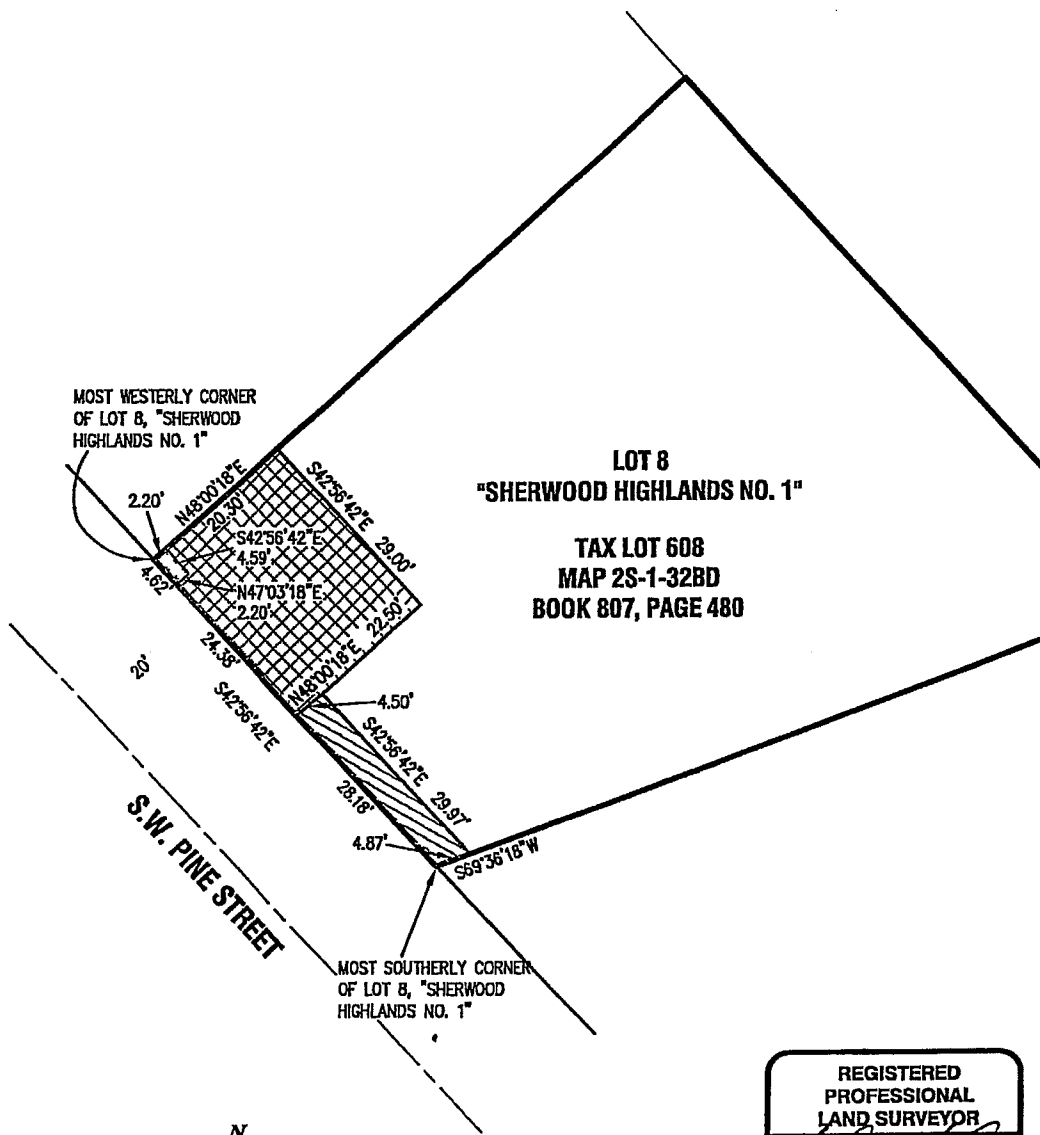 MOST WESTERLY CORNER
OF LOT 8, "SHERWOOD
HIGHLANDS NO. 1"
2.20'
N48°00'18"E
20.30'
S42°56'42"E
29.00'
S42°56'42"E
4.59'
N47°03'18"E
2.20'
4.62'
24.38'
20'
S42°56'42"E
N48°00'18"E 22.50'
4.50'
S42°56'42"E 29.97'
28.18'
4.87'
S69°36'18"W
LOT 8
"SHERWOOD HIGHLANDS NO. 1"
TAX LOT 608
MAP 2S-1-32BD
BOOK 807, PAGE 480
S.W. PINE STREET
MOST SOUTHERLY CORNER
OF LOT 8, "SHERWOOD
HIGHLANDS NO. 1"
REGISTERED
PROFESSIONAL
LAND SURVEYOR
N